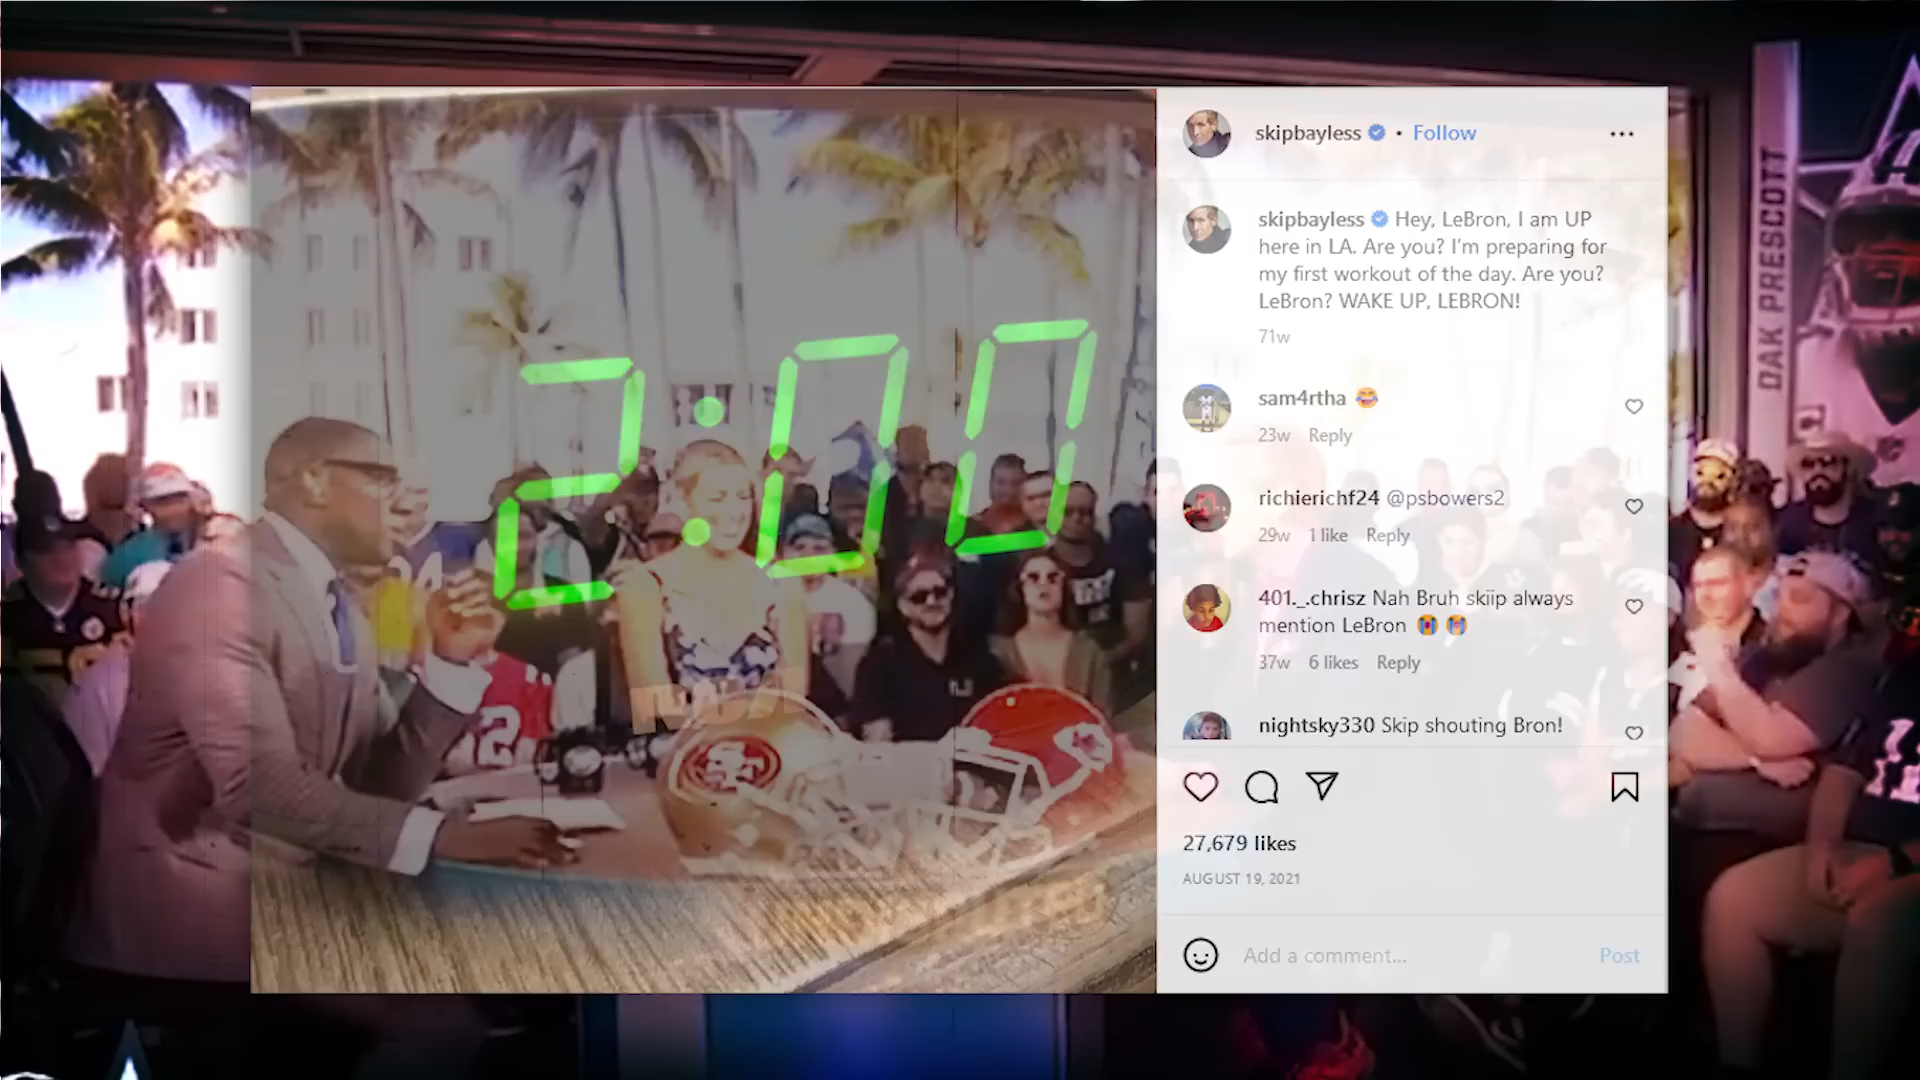 skipbayless • Follow
skipbayless Hey, LeBron, I am UP
here in LA. Are you? I'm preparing for
my first workout of the day. Are you?
LeBron? WAKE UP, LEBRON!
71w
sam4rtha 😂
23w Reply
richierichf24 @psbowers2
29w 1 like Reply
401._.chrisz Nah Bruh skiip always
mention LeBron 😭 😭
37w 6 likes Reply
nightsky330 Skip shouting Bron!
27,679 likes
AUGUST 19, 2021
Add a comment... Post
2:00
DAK PRESCOTT